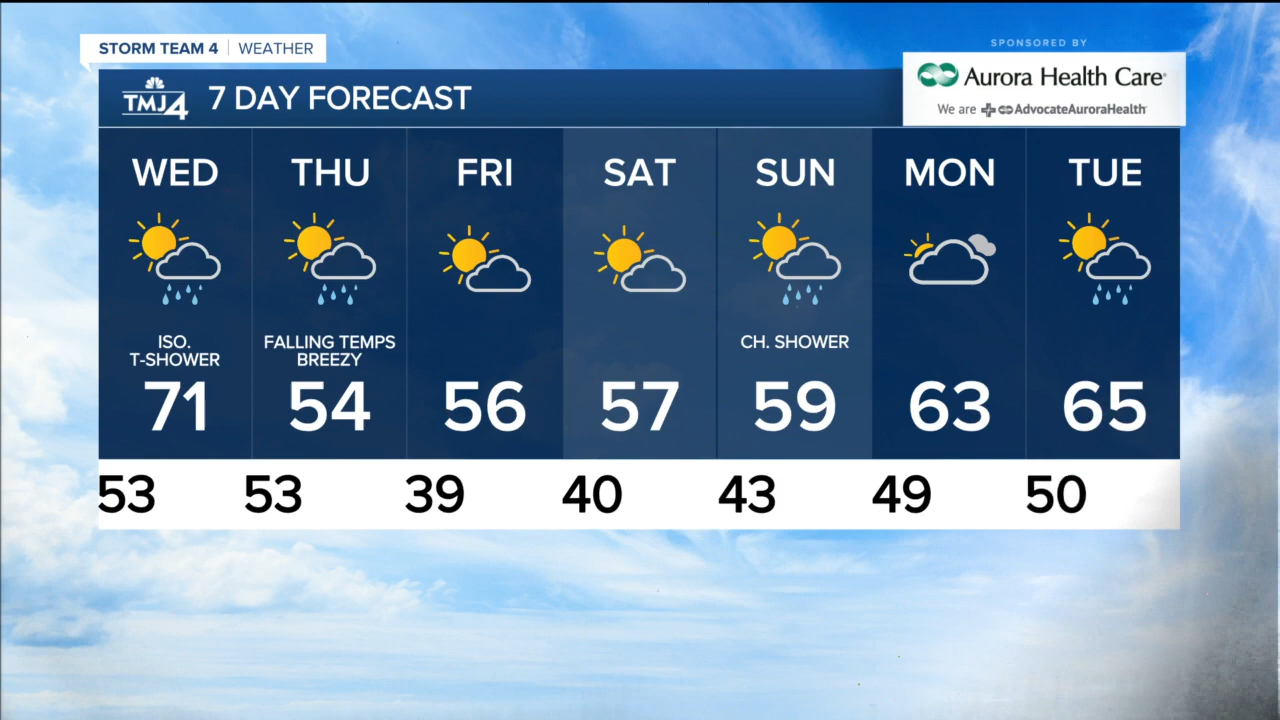 STORM TEAM 4 | WEATHER
SPONSORED BY
Aurora Health Care®
We are AdvocateAuroraHealth
TMJ4 7 DAY FORECAST
WED THU FRI SAT SUN MON TUE
ISO. FALLING TEMPS CH. SHOWER
T-SHOWER BREEZY
71 54 56 57 59 63 65
53 53 39 40 43 49 50